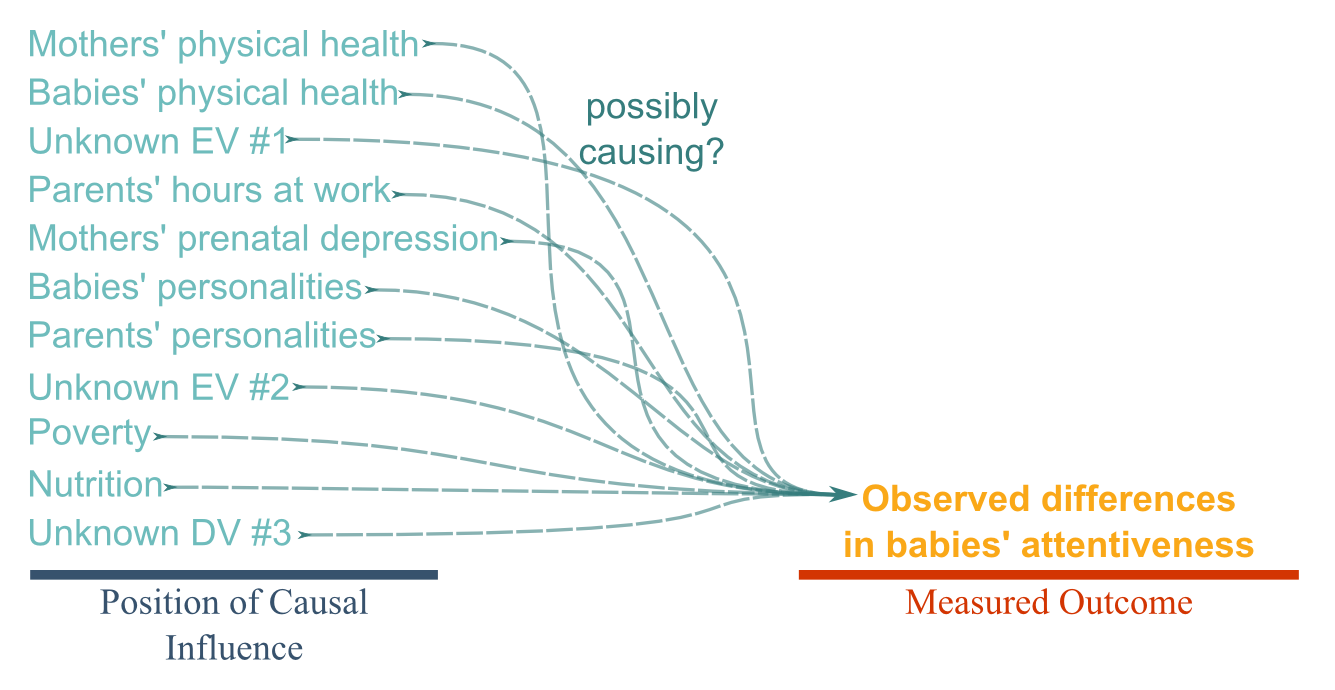 Mothers' physical health
Babies' physical health
possibly
causing?
Unknown EV #1
Parents' hours at work
Mothers' prenatal depression
Babies' personalities
Parents' personalities
Unknown EV #2
Poverty
Nutrition
Unknown DV #3
Observed differences
in babies' attentiveness
Position of Causal
Influence
Measured Outcome